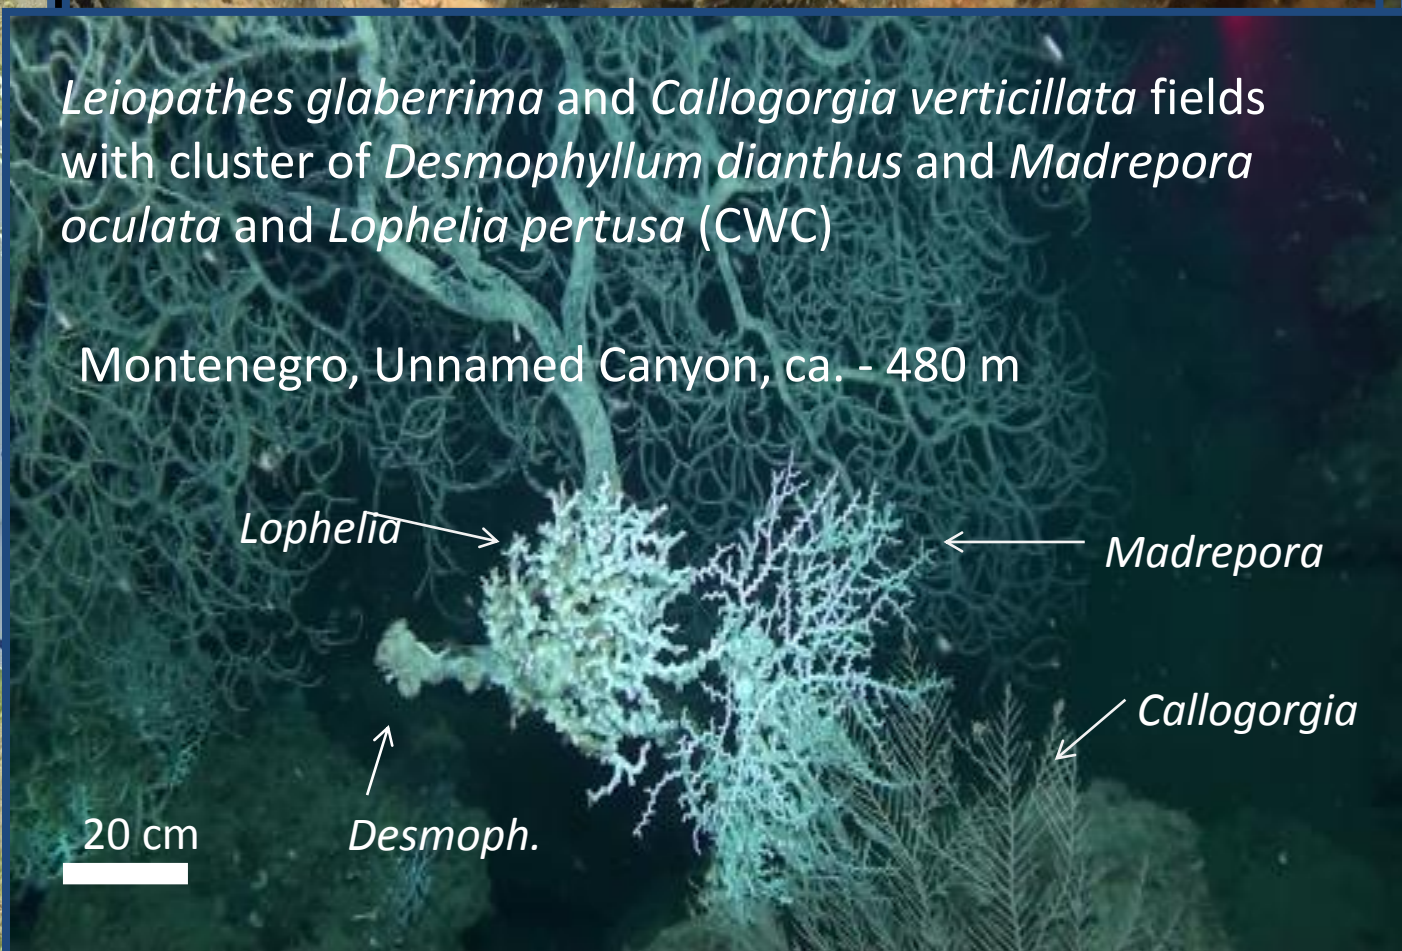 Leiopathes glaberrima and Callogorgia verticillata fields
with cluster of Desmophyllum dianthus and Madrepora
oculata and Lophelia pertusa (CWC)
Montenegro, Unnamed Canyon, ca. - 480 m
Lophelia
Madrepora
Callogorgia
20 cm
Desmoph.